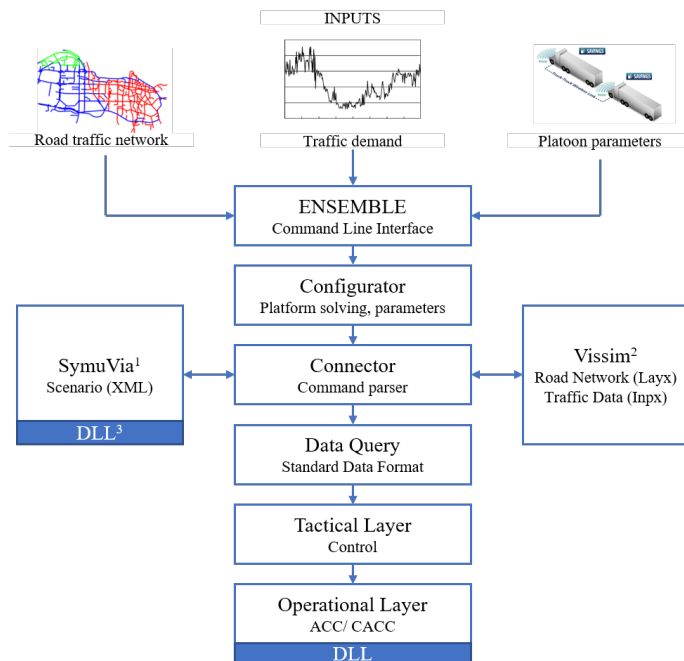 INPUTS
SAVINGS
SAVINGS
Road traffic network
Traffic demand
Platoon parameters
ENSEMBLE
Command Line Interface
Configurator
Platform solving, parameters
SymuVia¹
Scenario (XML)
DLL³
Connector
Command parser
Vissim²
Road Network (Layx)
Traffic Data (Inpx)
Data Query
Standard Data Format
Tactical Layer
Control
Operational Layer
ACC/ CACC
DLL